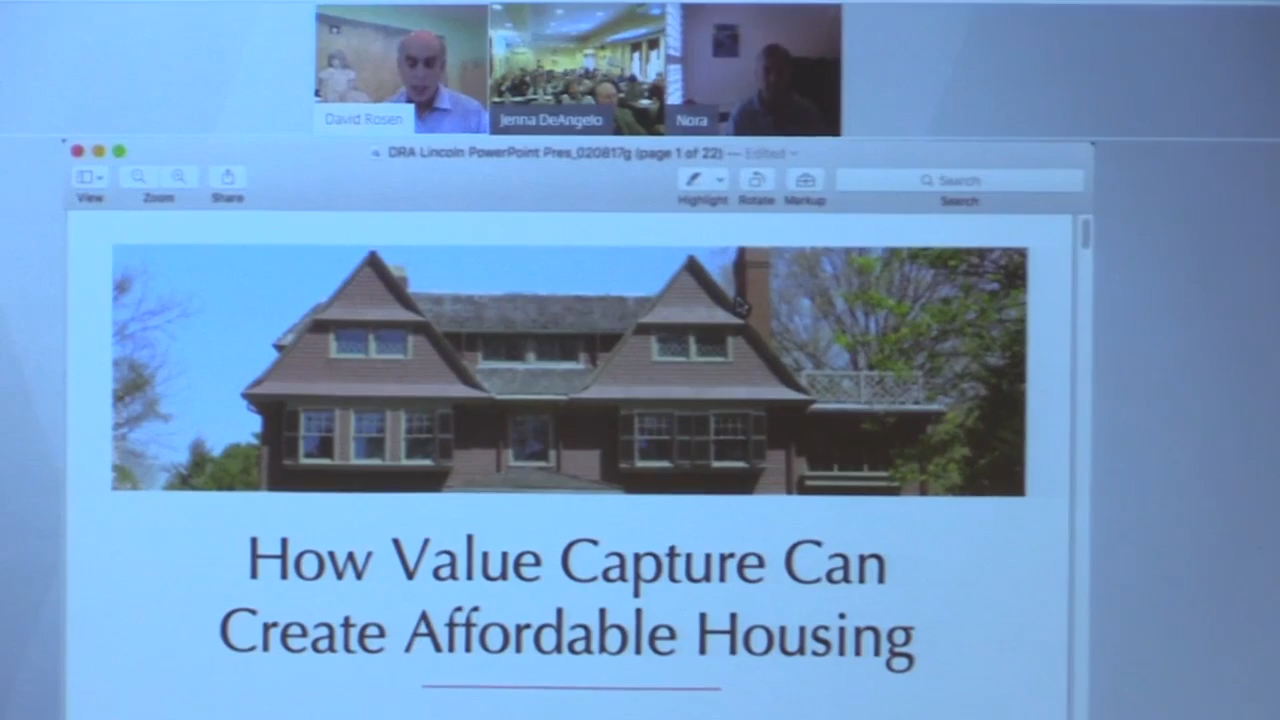 David Rosen
Jenna DeAngelo
Nora
DRA Lincoln PowerPoint Pres_020817g (page 1 of 22) — Edited
View
Zoom
Share
Highlight
Rotate
Markup
Search
Search
How Value Capture Can
Create Affordable Housing